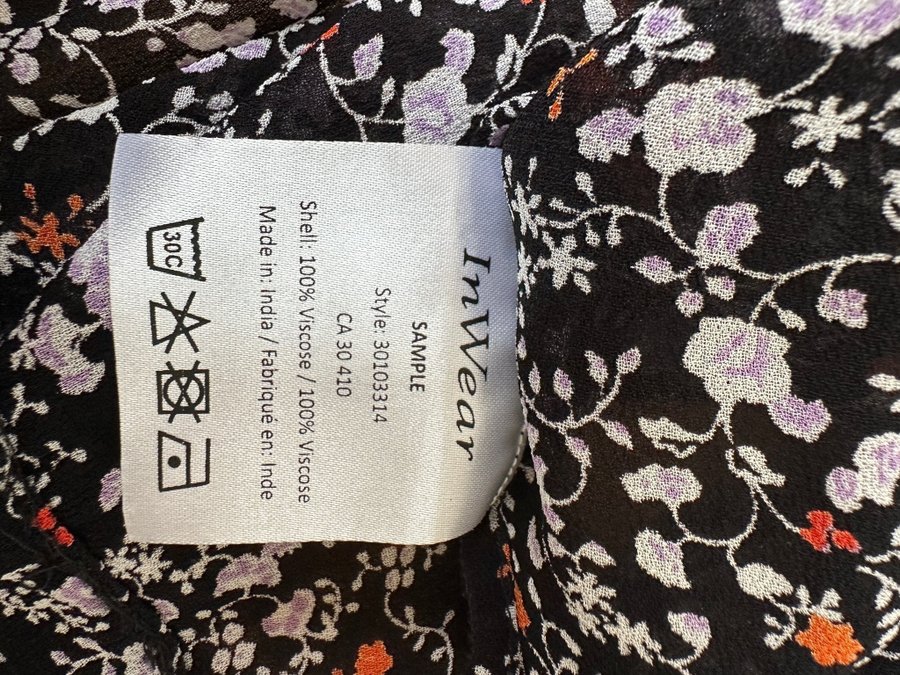 InWear
SAMPLE
Style: 30103314
CA 30 410
Shell: 100% Viscose / 100% Viscose
Made in: India / Fabriqué en: Inde
30C